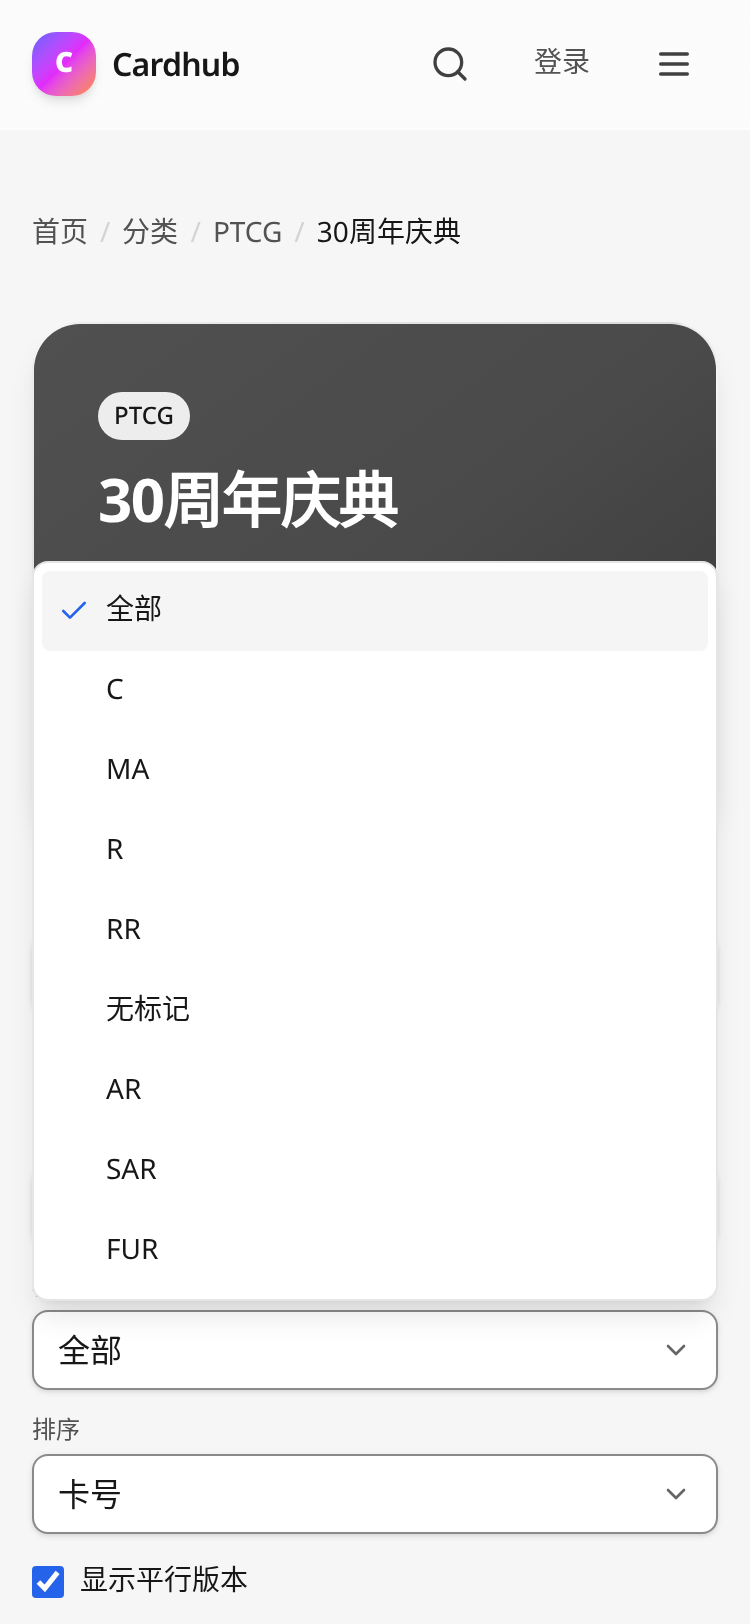 C Cardhub 登录
首页 / 分类 / PTCG / 30周年庆典
PTCG
30周年庆典
全部
C
MA
R
RR
无标记
AR
SAR
FUR
全部
排序
卡号
显示平行版本